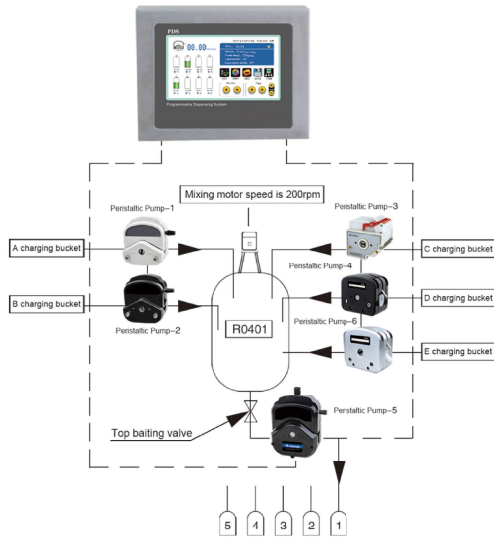 PDS
00.00
Programmable Dispensing System
Mixing motor speed is 200rpm
Peristaltic Pump-1
Peristaltic Pump-3
A charging bucket
C charging bucket
Peristaltic Pump-4
B charging bucket
D charging bucket
Peristaltic Pump-2
R0401
Peristaltic Pump-6
E charging bucket
Peristaltic Pump-5
Top baiting valve
5 4 3 2 1